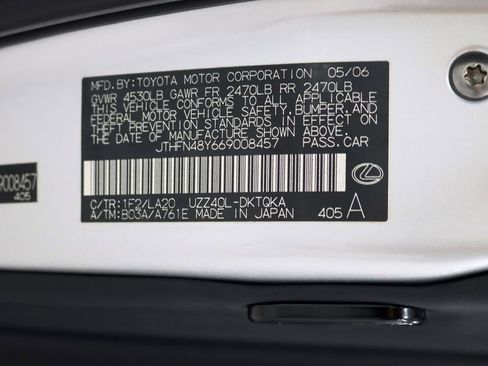 MFD.BY:TOYOTA MOTOR CORPORATION 05/06
GVWR 4530LB GAWR FR 2470LB RR 2470LB
THIS VEHICLE CONFORMS TO ALL APPLICABLE
FEDERAL MOTOR VEHICLE SAFETY,BUMPER,AND
THEFT PREVENTION STANDARDS IN EFFECT ON
THE DATE OF MANUFACTURE SHOWN ABOVE.
JTHFN48Y669008457 PASS.CAR
C/TR:1F2/LA20 UZZ40L-DKTQKA
A/TM:B03A/A761E MADE IN JAPAN 405 A
9008457
405